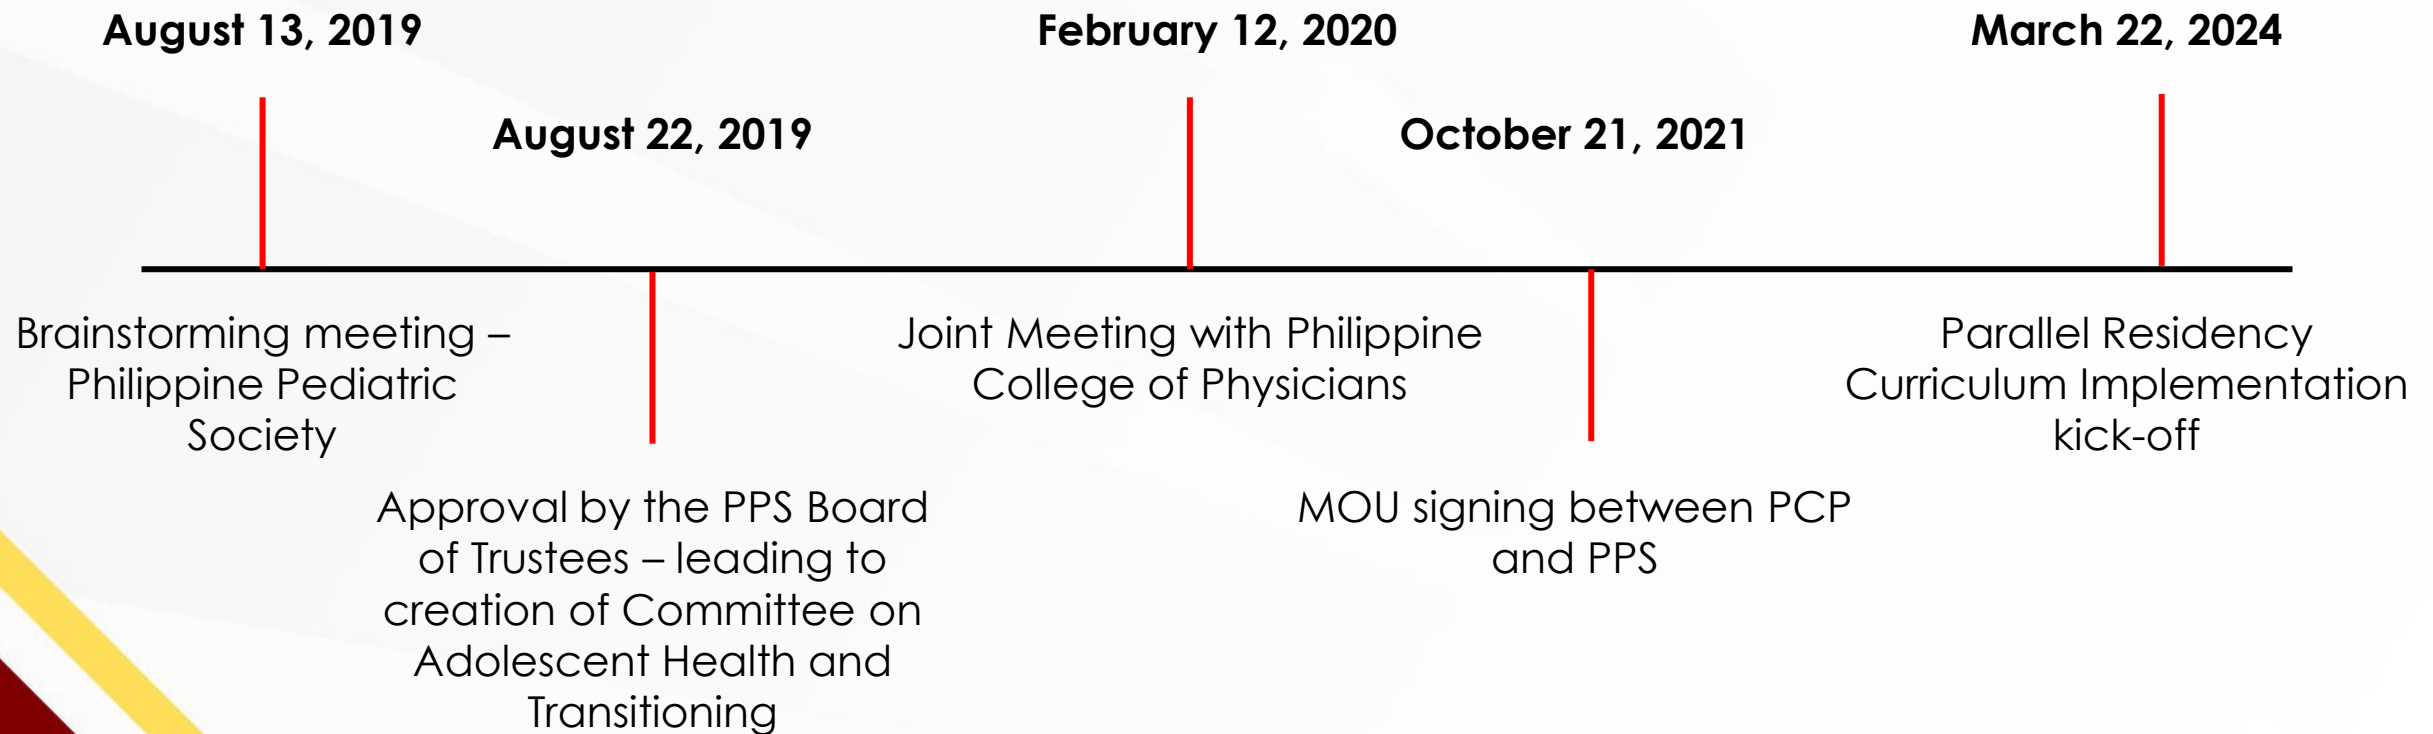 August 13, 2019
Brainstorming meeting –
Philippine Pediatric
Society
August 22, 2019
Approval by the PPS Board
of Trustees – leading to
creation of Committee on
Adolescent Health and
Transitioning
February 12, 2020
Joint Meeting with Philippine
College of Physicians
October 21, 2021
MOU signing between PCP
and PPS
March 22, 2024
Parallel Residency
Curriculum Implementation
kick-off